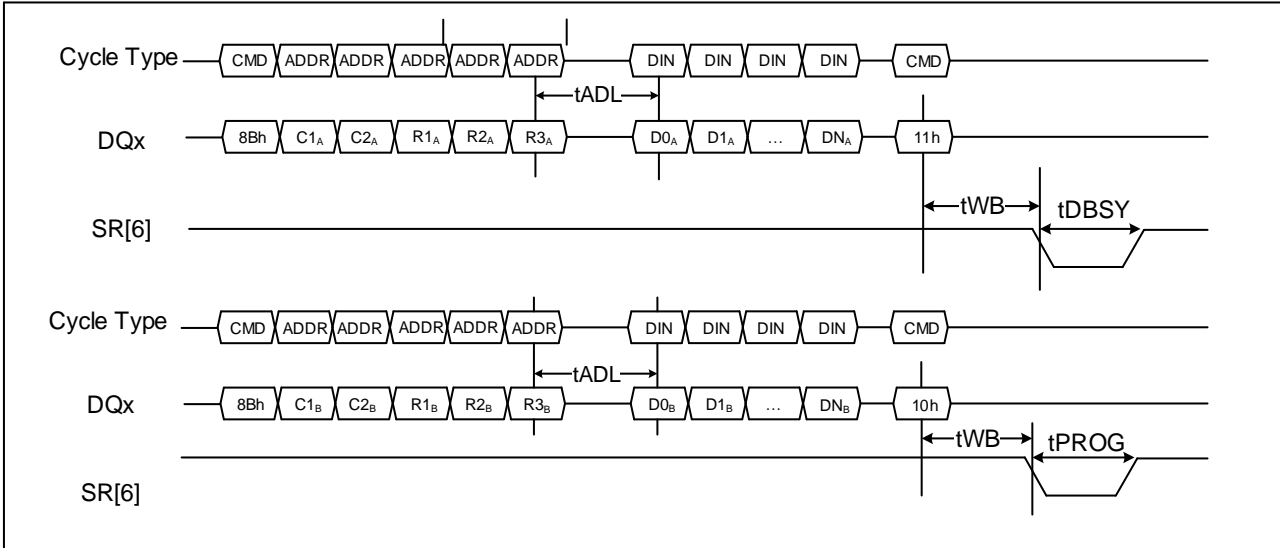 Cycle Type CMD ADDR ADDR ADDR ADDR ADDR DIN DIN DIN DIN CMD
tADL
DQx 8Bh C1A C2A R1A R2A R3A D0A D1A ... DNA 11h
tWB tDBSY
SR[6]
Cycle Type CMD ADDR ADDR ADDR ADDR ADDR DIN DIN DIN DIN CMD
tADL
DQx 8Bh C1B C2B R1B R2B R3B D0B D1B ... DNB 10h
tWB tPROG
SR[6]